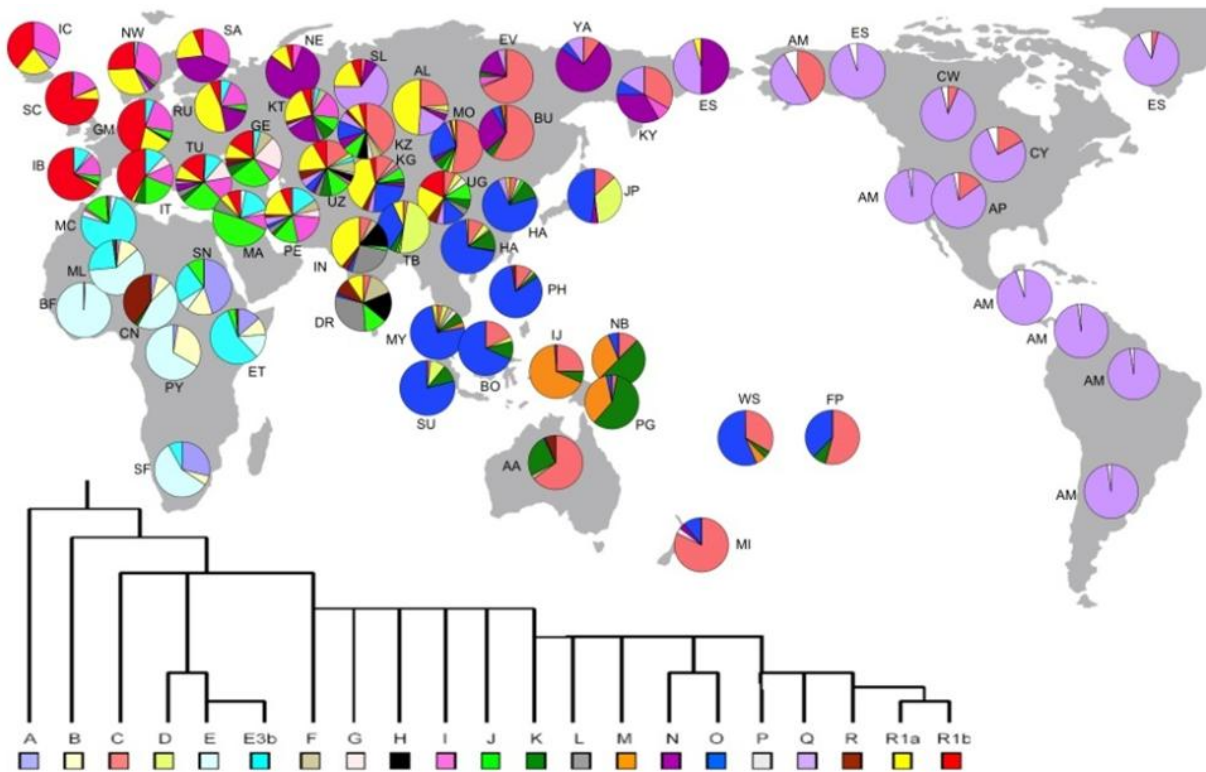 IC NW SA NE SL EV YA AM ES CW ES
SC RU KT AL MO BU KY ES CY
GM GE KZ
IB TU KG UG JP AM AP
IT UZ HA
MC MA PE IN TB HA
ML SN PH AM
BF CN DR AM
MY IJ NB
PY ET BO AM
SU PG WS FP
SF AA AM
MI
A B C D E E3b F G H I J K L M N O P Q R R1a R1b